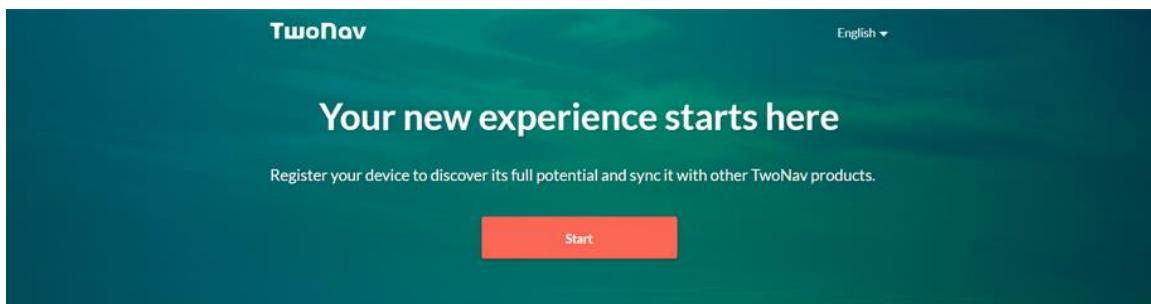 TwoNav
English
Your new experience starts here
Register your device to discover its full potential and sync it with other TwoNav products.
Start